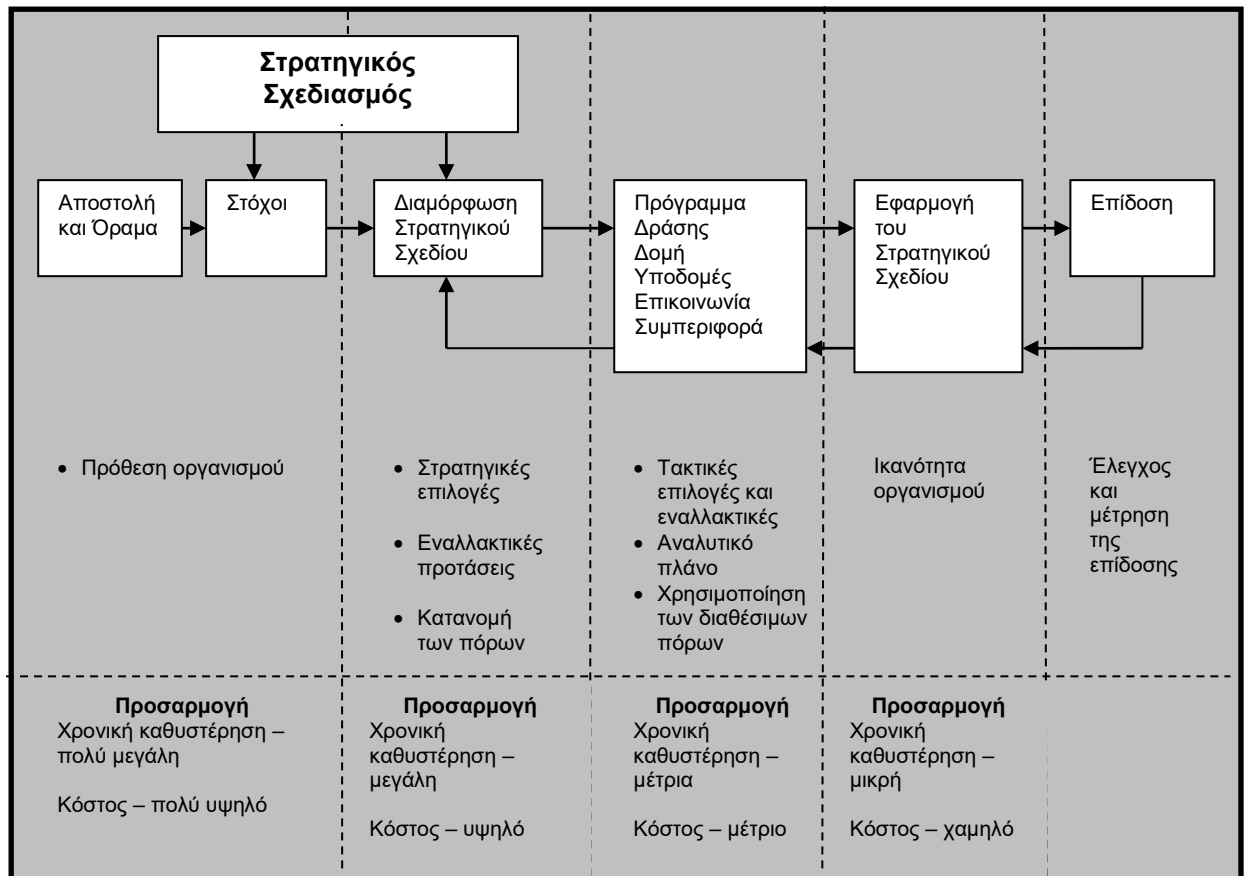 Στρατηγικός
Σχεδιασμός
Αποστολή
και Όραμα
Στόχοι
Διαμόρφωση
Στρατηγικού
Σχεδίου
Πρόγραμμα
Δράσης
Δομή
Υποδομές
Επικοινωνία
Συμπεριφορά
Εφαρμογή
του
Στρατηγικού
Σχεδίου
Επίδοση
• Πρόθεση οργανισμού
• Στρατηγικές
επιλογές
• Εναλλακτικές
προτάσεις
• Κατανομή
των πόρων
• Τακτικές
επιλογές και
εναλλακτικές
• Αναλυτικό
πλάνο
• Χρησιμοποίηση
των διαθέσιμων
πόρων
Ικανότητα
οργανισμού
Έλεγχος
και
μέτρηση
της
επίδοσης
Προσαρμογή
Χρονική καθυστέρηση –
πολύ μεγάλη
Κόστος – πολύ υψηλό
Προσαρμογή
Χρονική
καθυστέρηση –
μεγάλη
Κόστος – υψηλό
Προσαρμογή
Χρονική
καθυστέρηση –
μέτρια
Κόστος – μέτριο
Προσαρμογή
Χρονική
καθυστέρηση –
μικρή
Κόστος – χαμηλό